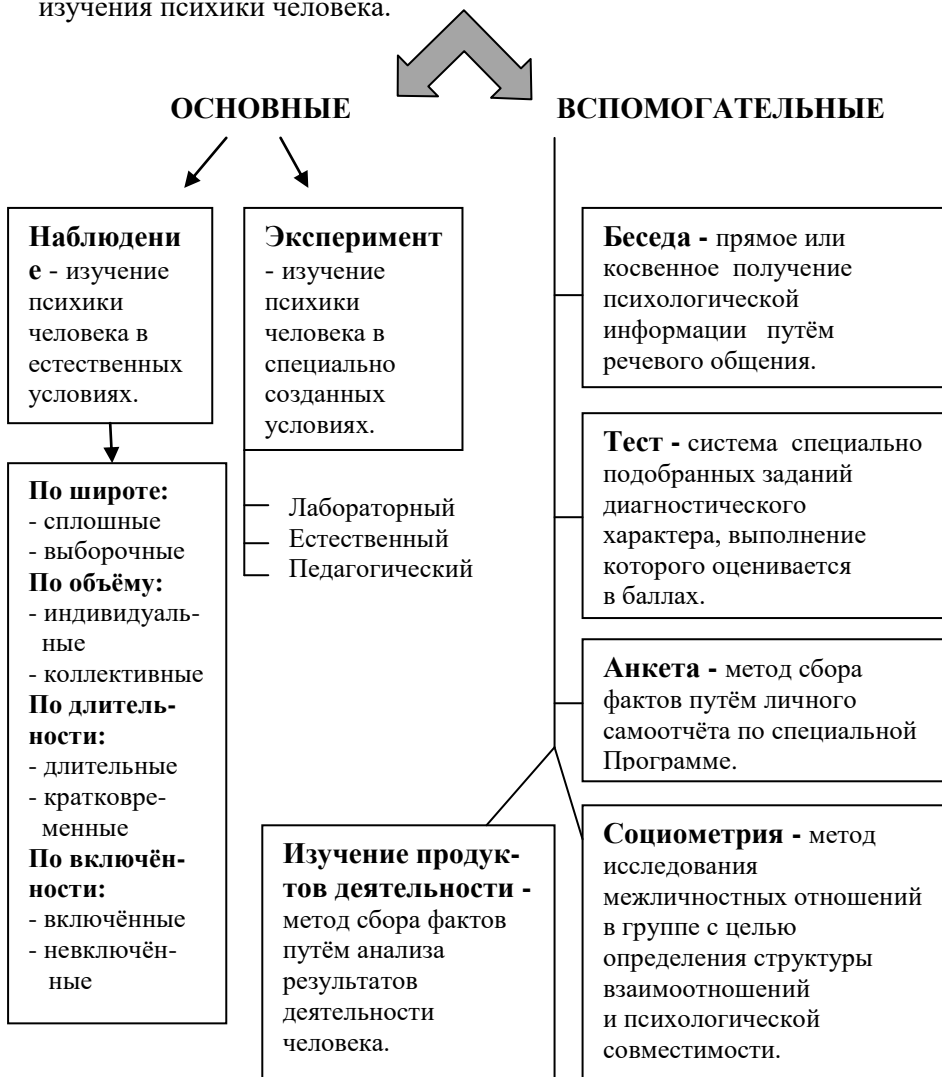 изучения психики человека.
ОСНОВНЫЕ
ВСПОМОГАТЕЛЬНЫЕ
Наблюдени
е - изучение
психики
человека в
естественных
условиях.
По широте:
- сплошные
- выборочные
По объёму:
- индивидуаль-
ные
- коллективные
По длитель-
ности:
- длительные
- кратковре-
менные
По включён-
ности:
- включённые
- невключён-
ные
Эксперимент
- изучение
психики
человека в
специально
созданных
условиях.
Лабораторный
Естественный
Педагогический
Беседа - прямое или
косвенное получение
психологической
информации путём
речевого общения.
Тест - система специально
подобранных заданий
диагностического
характера, выполнение
которого оценивается
в баллах.
Анкета - метод сбора
фактов путём личного
самоотчёта по специальной
Программе.
Изучение продук-
тов деятельности -
метод сбора фактов
путём анализа
результатов
деятельности
человека.
Социометрия - метод
исследования
межличностных отношений
в группе с целью
определения структуры
взаимоотношений
и психологической
совместимости.